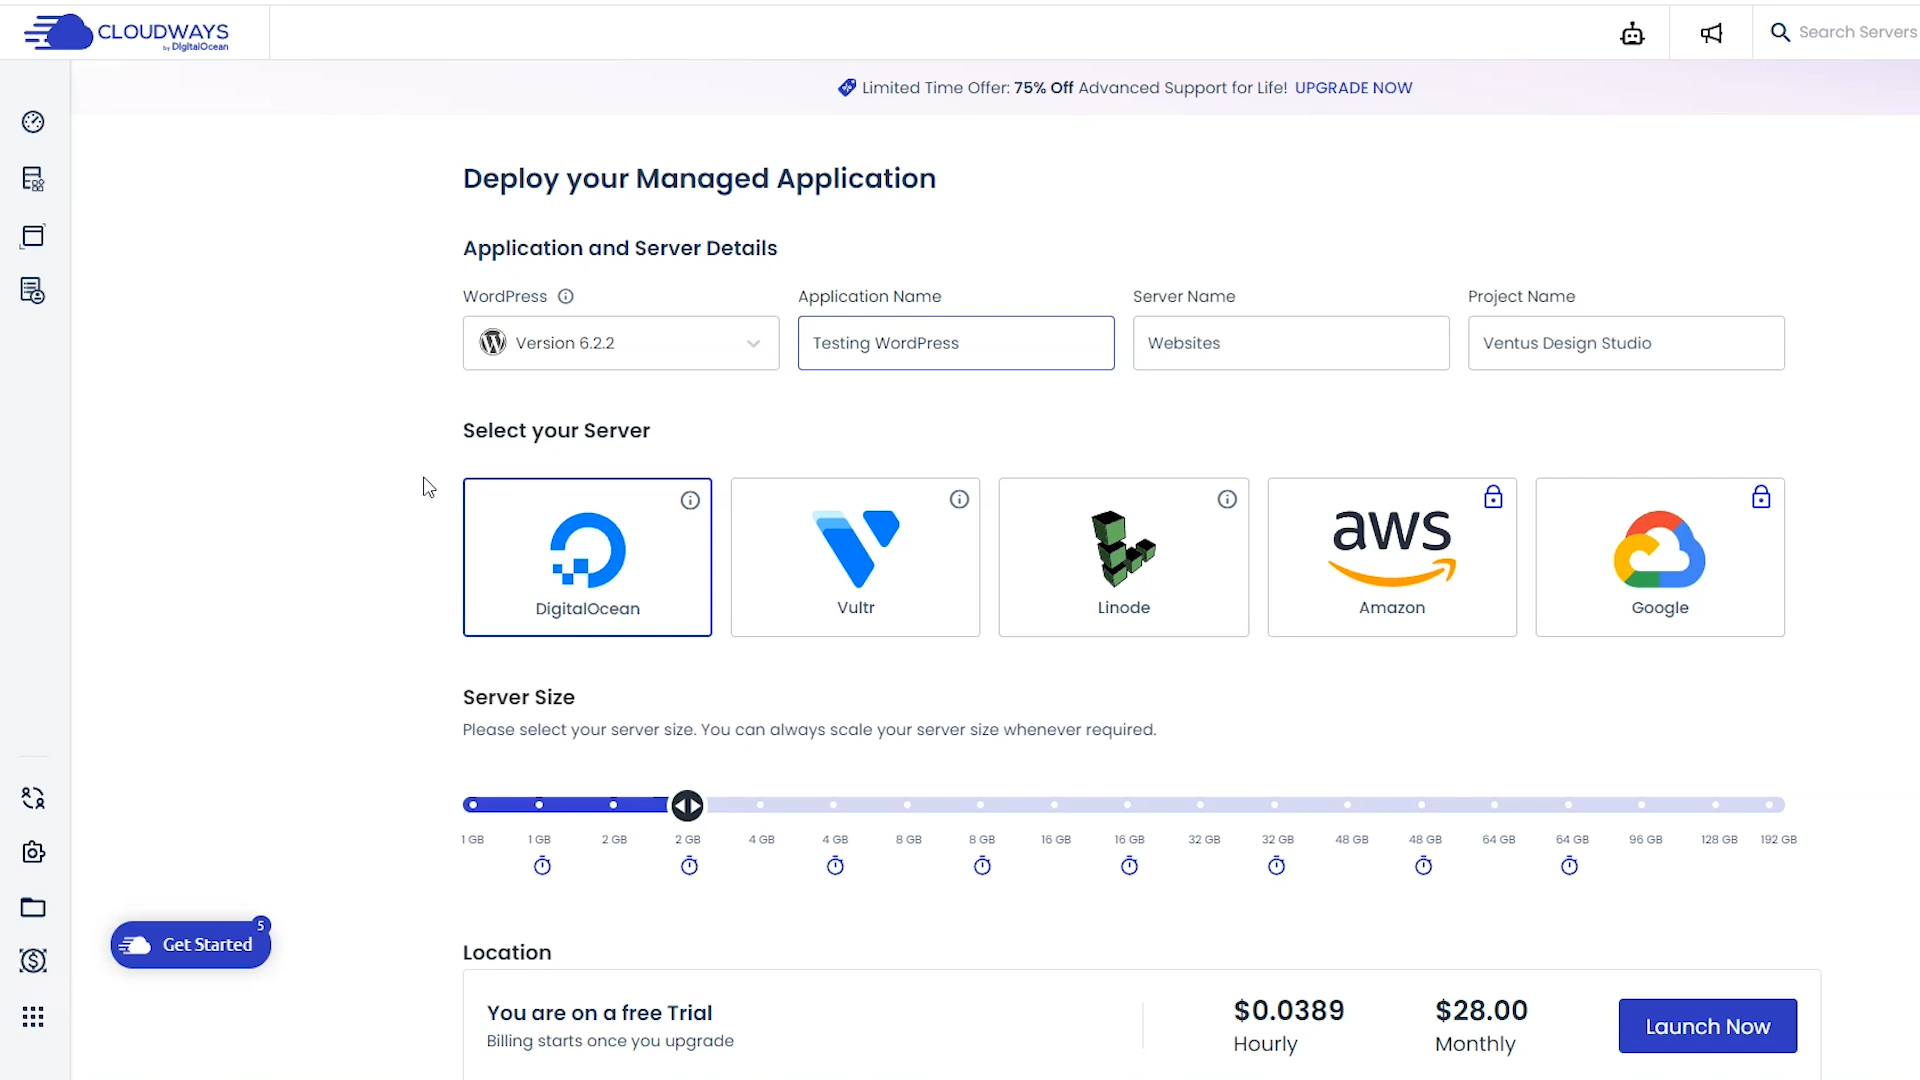 CLOUDWAYS
by DigitalOcean
Search Servers
Limited Time Offer: 75% Off Advanced Support for Life! UPGRADE NOW
Deploy your Managed Application
Application and Server Details
WordPress
Application Name
Server Name
Project Name
Version 6.2.2
Testing WordPress
Websites
Ventus Design Studio
Select your Server
DigitalOcean
Vultr
Linode
aws
Amazon
Google
Server Size
Please select your server size. You can always scale your server size whenever required.
1 GB 1 GB 2 GB 2 GB 4 GB 4 GB 8 GB 8 GB 16 GB 16 GB 32 GB 32 GB 48 GB 48 GB 64 GB 64 GB 96 GB 128 GB 192 GB
5
Get Started
Location
You are on a free Trial
Billing starts once you upgrade
$0.0389
Hourly
$28.00
Monthly
Launch Now